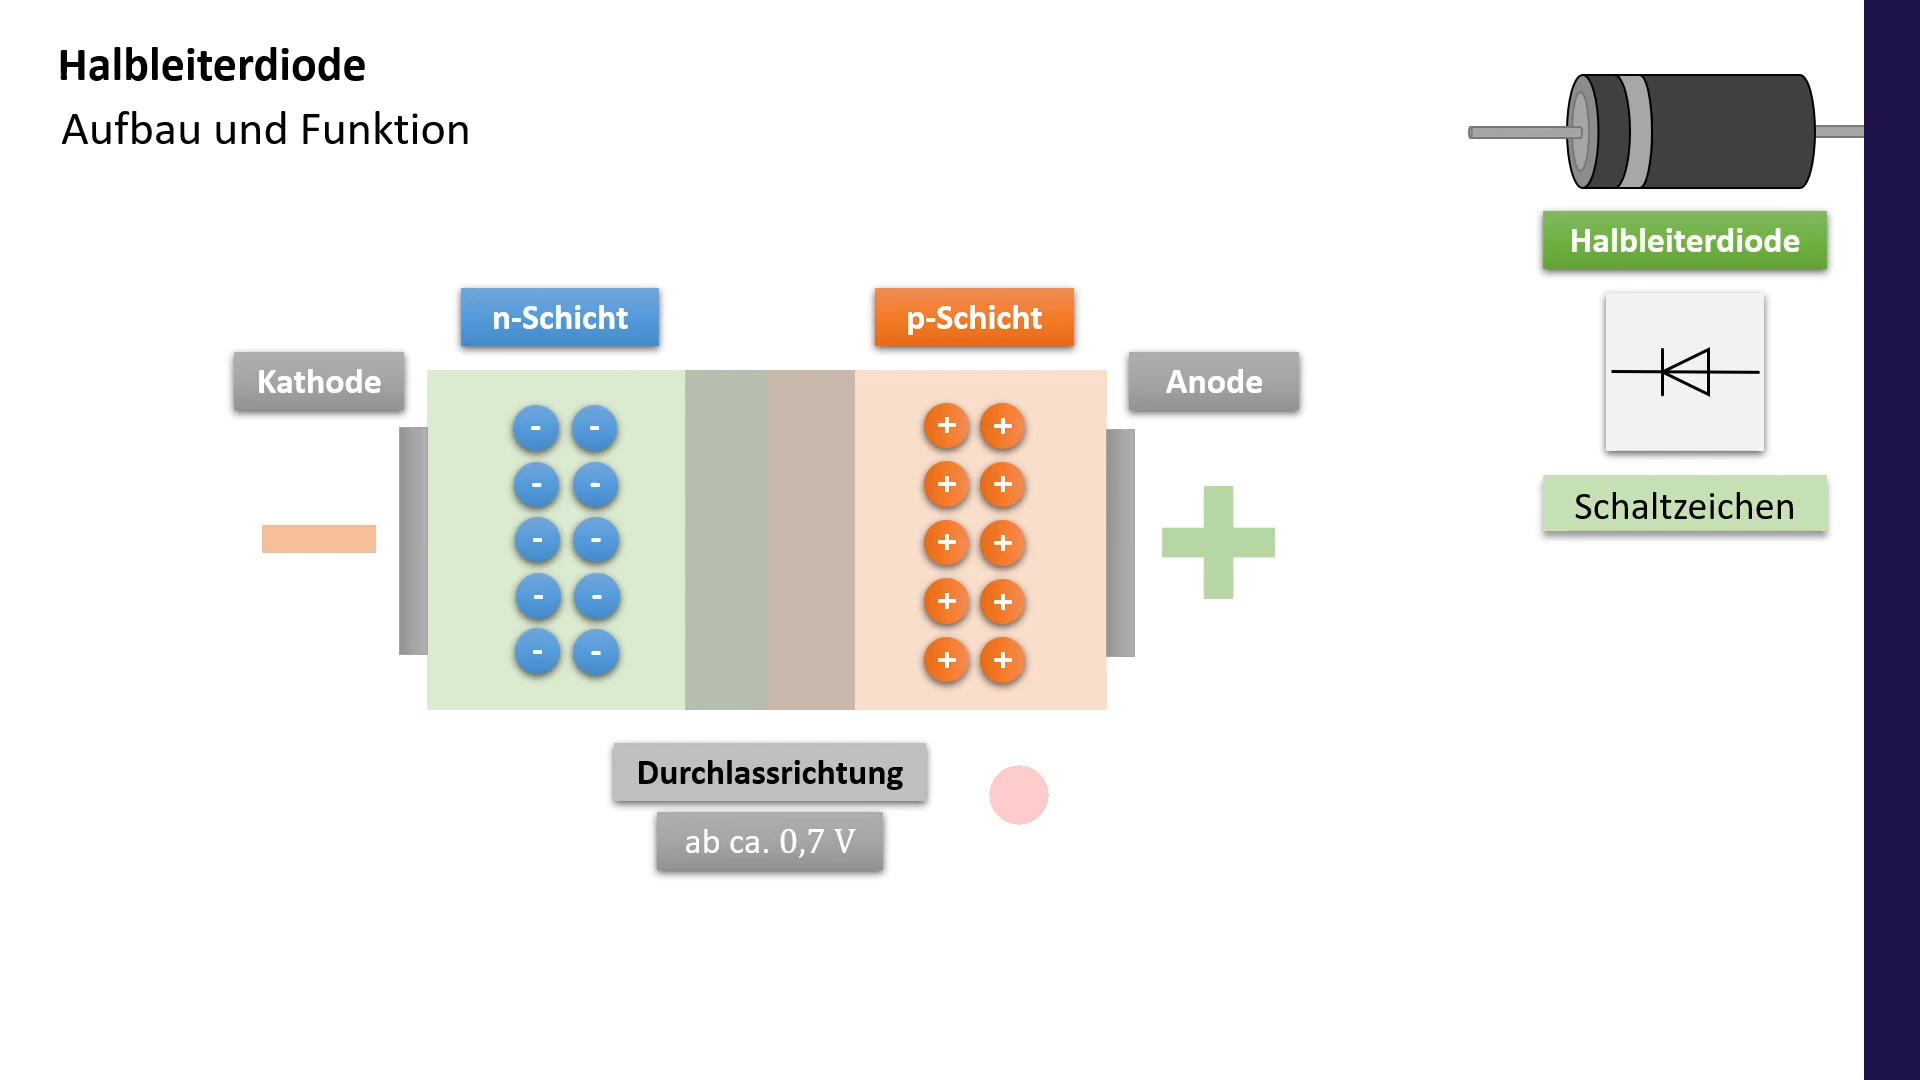 Halbleiterdiode
Aufbau und Funktion
Halbleiterdiode
n-Schicht
p-Schicht
Kathode
Anode
- -
+ +
- -
+ +
- -
+ +
- -
+ +
- -
+ +
Schaltzeichen
Durchlassrichtung
ab ca. 0,7 V